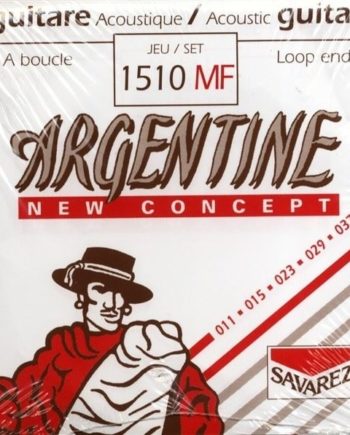 guitare Acoustique / Acoustic guita
JEU / SET
1510 MF
A boucle
Loop end
ARGENTINE
NEW CONCEPT
011 ▪ 015 ▪ 023 ▪ 029 ▪ 03
SAVAREZ